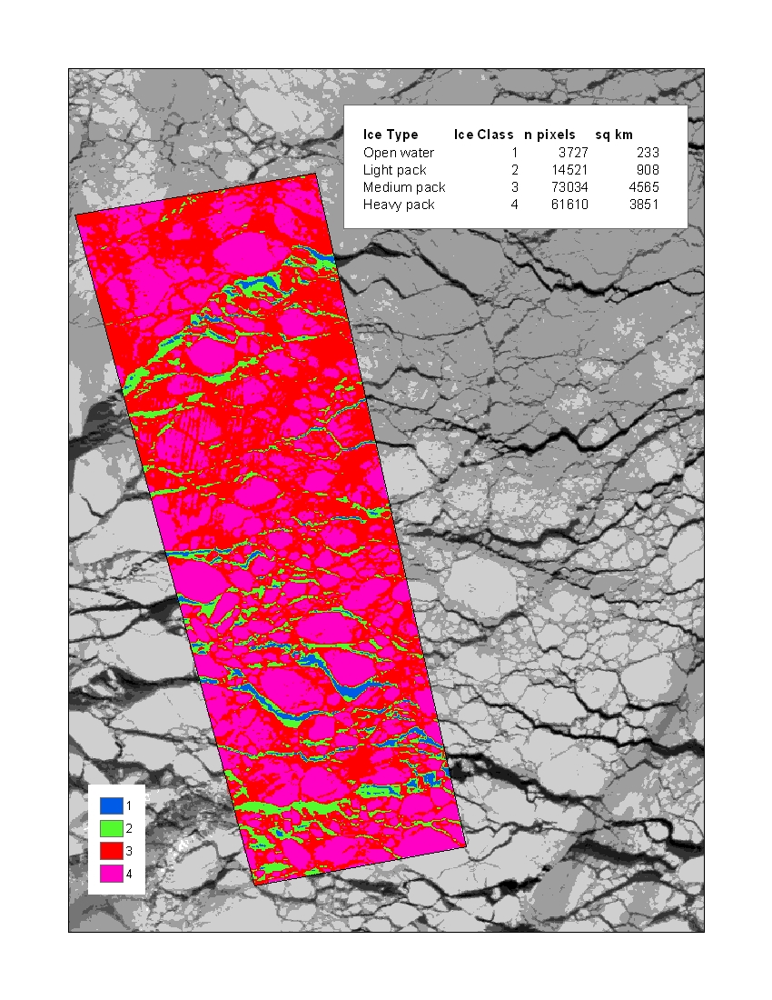 Ice Type Ice Class n pixels sq km
Open water 1 3727 233
Light pack 2 14521 908
Medium pack 3 73034 4565
Heavy pack 4 61610 3851
1
2
3
4